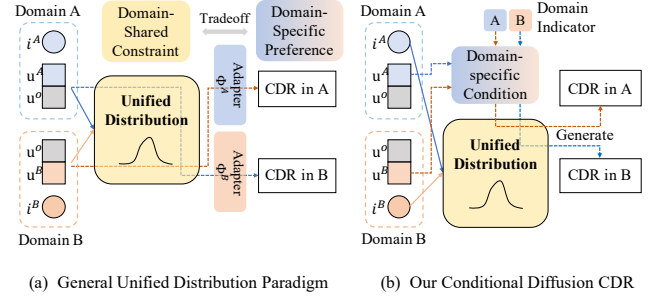 Domain A
i^A
u^A
u^o
u^o
u^B
i^B
Domain B
Domain-
Shared
Constraint
Tradeoff
Domain-
Specific
Preference
Unified
Distribution
Adapter
Φ^A
Adapter
Φ^B
CDR in A
CDR in B
(a) General Unified Distribution Paradigm
Domain A
i^A
u^A
u^o
u^o
u^B
i^B
Domain B
A
B
Domain
Indicator
Domain-
specific
Condition
Unified
Distribution
Generate
CDR in A
CDR in B
(b) Our Conditional Diffusion CDR